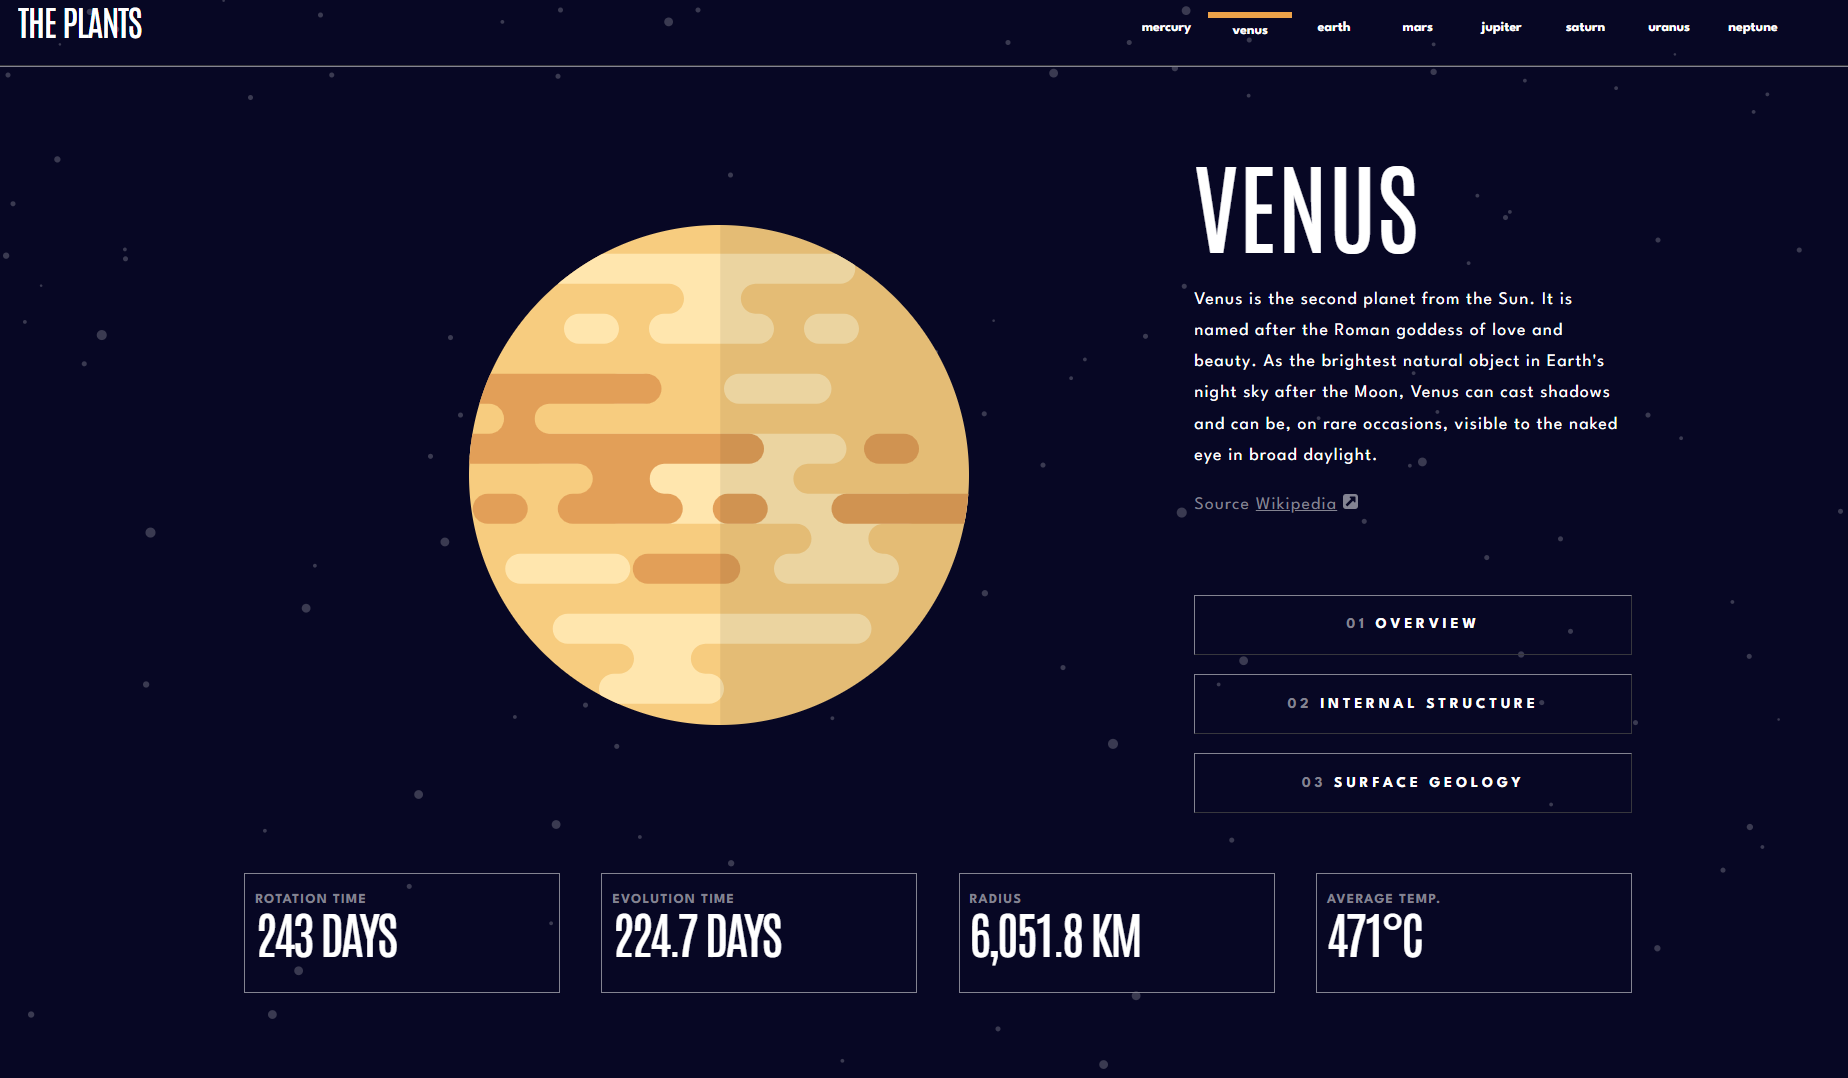 THE PLANTS
mercury venus earth mars jupiter saturn uranus neptune
VENUS
Venus is the second planet from the Sun. It is
named after the Roman goddess of love and
beauty. As the brightest natural object in Earth's
night sky after the Moon, Venus can cast shadows
and can be, on rare occasions, visible to the naked
eye in broad daylight.
Source Wikipedia
01 OVERVIEW
02 INTERNAL STRUCTURE
03 SURFACE GEOLOGY
ROTATION TIME
243 DAYS
EVOLUTION TIME
224.7 DAYS
RADIUS
6,051.8 KM
AVERAGE TEMP.
471°C